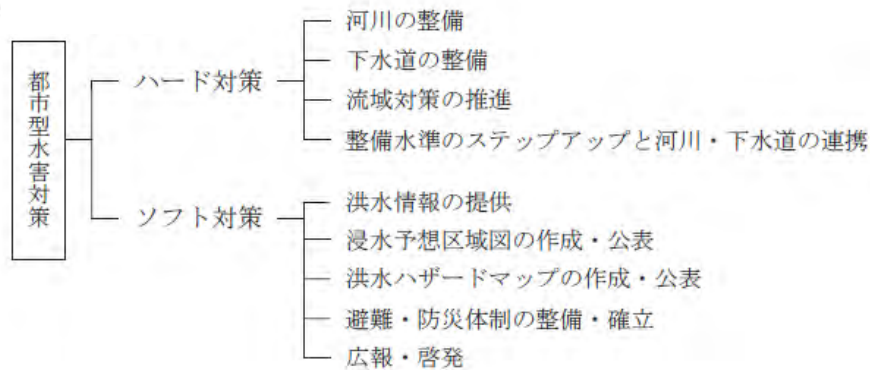 都市型水害対策
ハード対策
河川の整備
下水道の整備
流域対策の推進
整備水準のステップアップと河川・下水道の連携
ソフト対策
洪水情報の提供
浸水予想区域図の作成・公表
洪水ハザードマップの作成・公表
避難・防災体制の整備・確立
広報・啓発